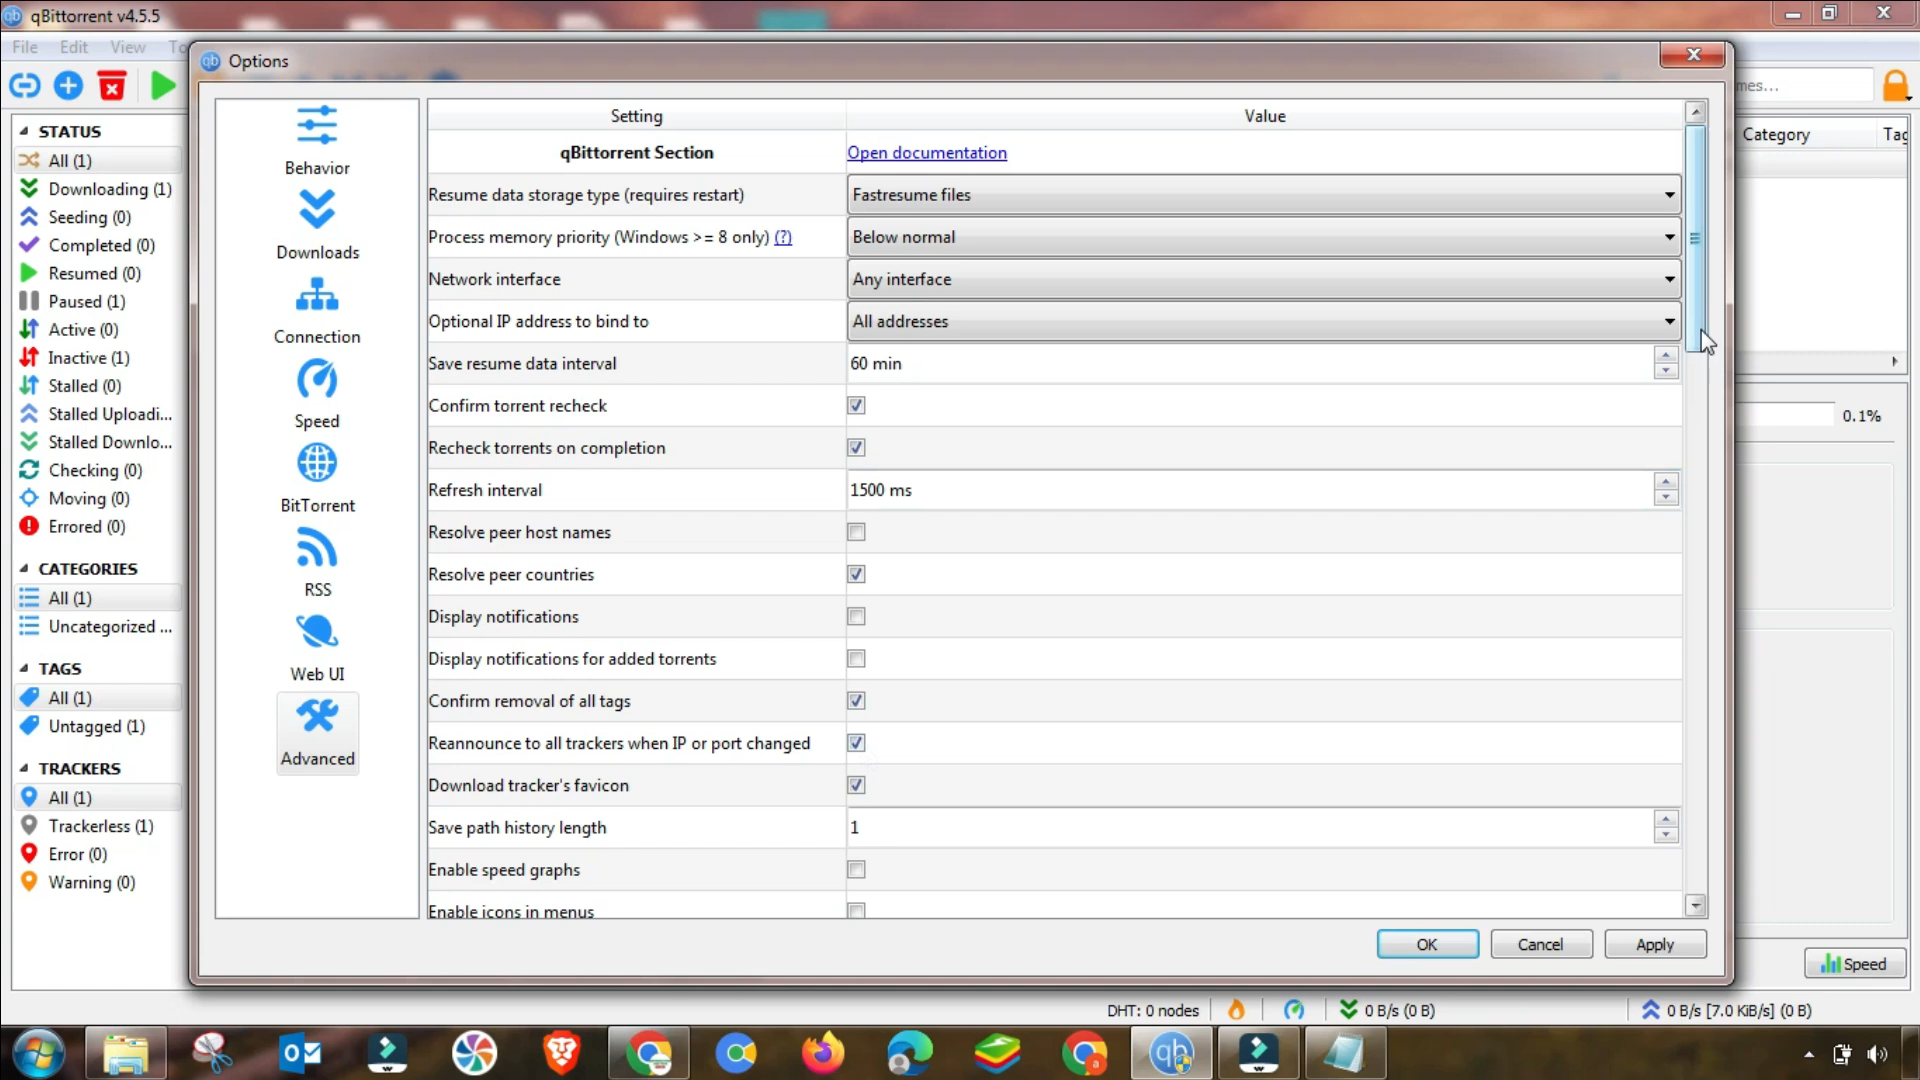 qBittorrent v4.5.5
File Edit View To
Options
mes...
STATUS
All (1)
Downloading (1)
Seeding (0)
Completed (0)
Resumed (0)
Paused (1)
Active (0)
Inactive (1)
Stalled (0)
Stalled Uploadi...
Stalled Downlo...
Checking (0)
Moving (0)
Errored (0)
CATEGORIES
All (1)
Uncategorized ...
TAGS
All (1)
Untagged (1)
TRACKERS
All (1)
Trackerless (1)
Error (0)
Warning (0)
Behavior
Downloads
Connection
Speed
BitTorrent
RSS
Web UI
Advanced
Setting Value
qBittorrent Section Open documentation
Resume data storage type (requires restart) Fastresume files
Process memory priority (Windows >= 8 only) (?) Below normal
Network interface Any interface
Optional IP address to bind to All addresses
Save resume data interval 60 min
Confirm torrent recheck
Recheck torrents on completion
Refresh interval 1500 ms
Resolve peer host names
Resolve peer countries
Display notifications
Display notifications for added torrents
Confirm removal of all tags
Reannounce to all trackers when IP or port changed
Download tracker's favicon
Save path history length 1
Enable speed graphs
Enable icons in menus
OK Cancel Apply
Category Tag
0.1%
Speed
DHT: 0 nodes 0 B/s (0 B) 0 B/s [7.0 KiB/s] (0 B)